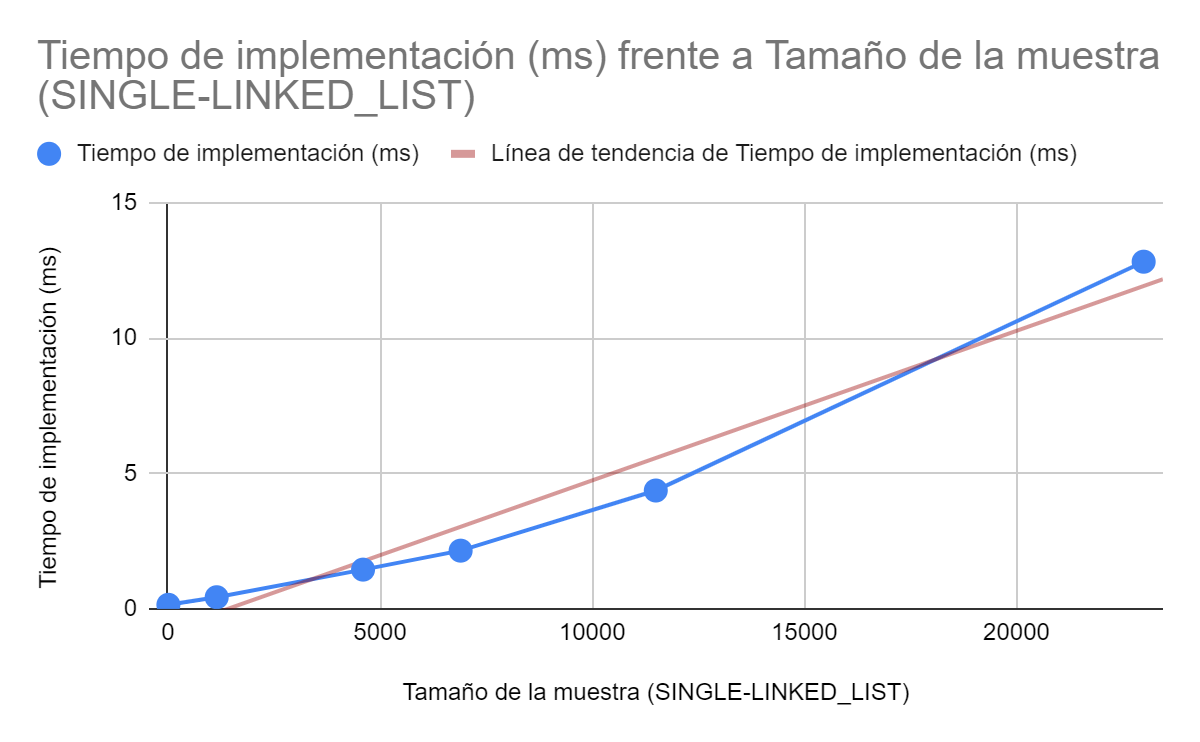 Tiempo de implementación (ms) frente a Tamaño de la muestra
(SINGLE-LINKED_LIST)
Tiempo de implementación (ms)
Línea de tendencia de Tiempo de implementación (ms)
Tiempo de implementación (ms)
15
10
5
0
0
5000
10000
15000
20000
Tamaño de la muestra (SINGLE-LINKED_LIST)